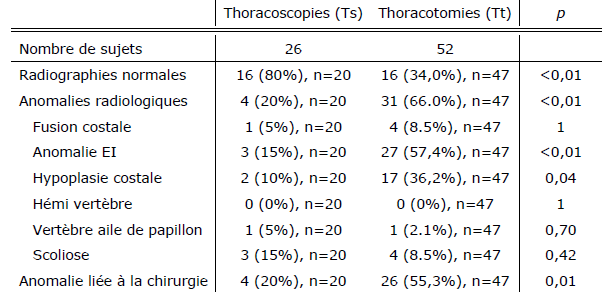 Thoracoscopies (Ts) Thoracotomies (Tt) p
Nombre de sujets 26 52
Radiographies normales 16 (80%), n=20 16 (34,0%), n=47 <0,01
Anomalies radiologiques 4 (20%), n=20 31 (66.0%), n=47 <0,01
Fusion costale 1 (5%), n=20 4 (8.5%), n=47 1
Anomalie EI 3 (15%), n=20 27 (57,4%), n=47 <0,01
Hypoplasie costale 2 (10%), n=20 17 (36,2%), n=47 0,04
Hémi vertèbre 0 (0%), n=20 0 (0%), n=47 1
Vertèbre aile de papillon 1 (5%), n=20 1 (2.1%), n=47 0,70
Scoliose 3 (15%), n=20 4 (8.5%), n=47 0,42
Anomalie liée à la chirurgie 4 (20%), n=20 26 (55,3%), n=47 0,01